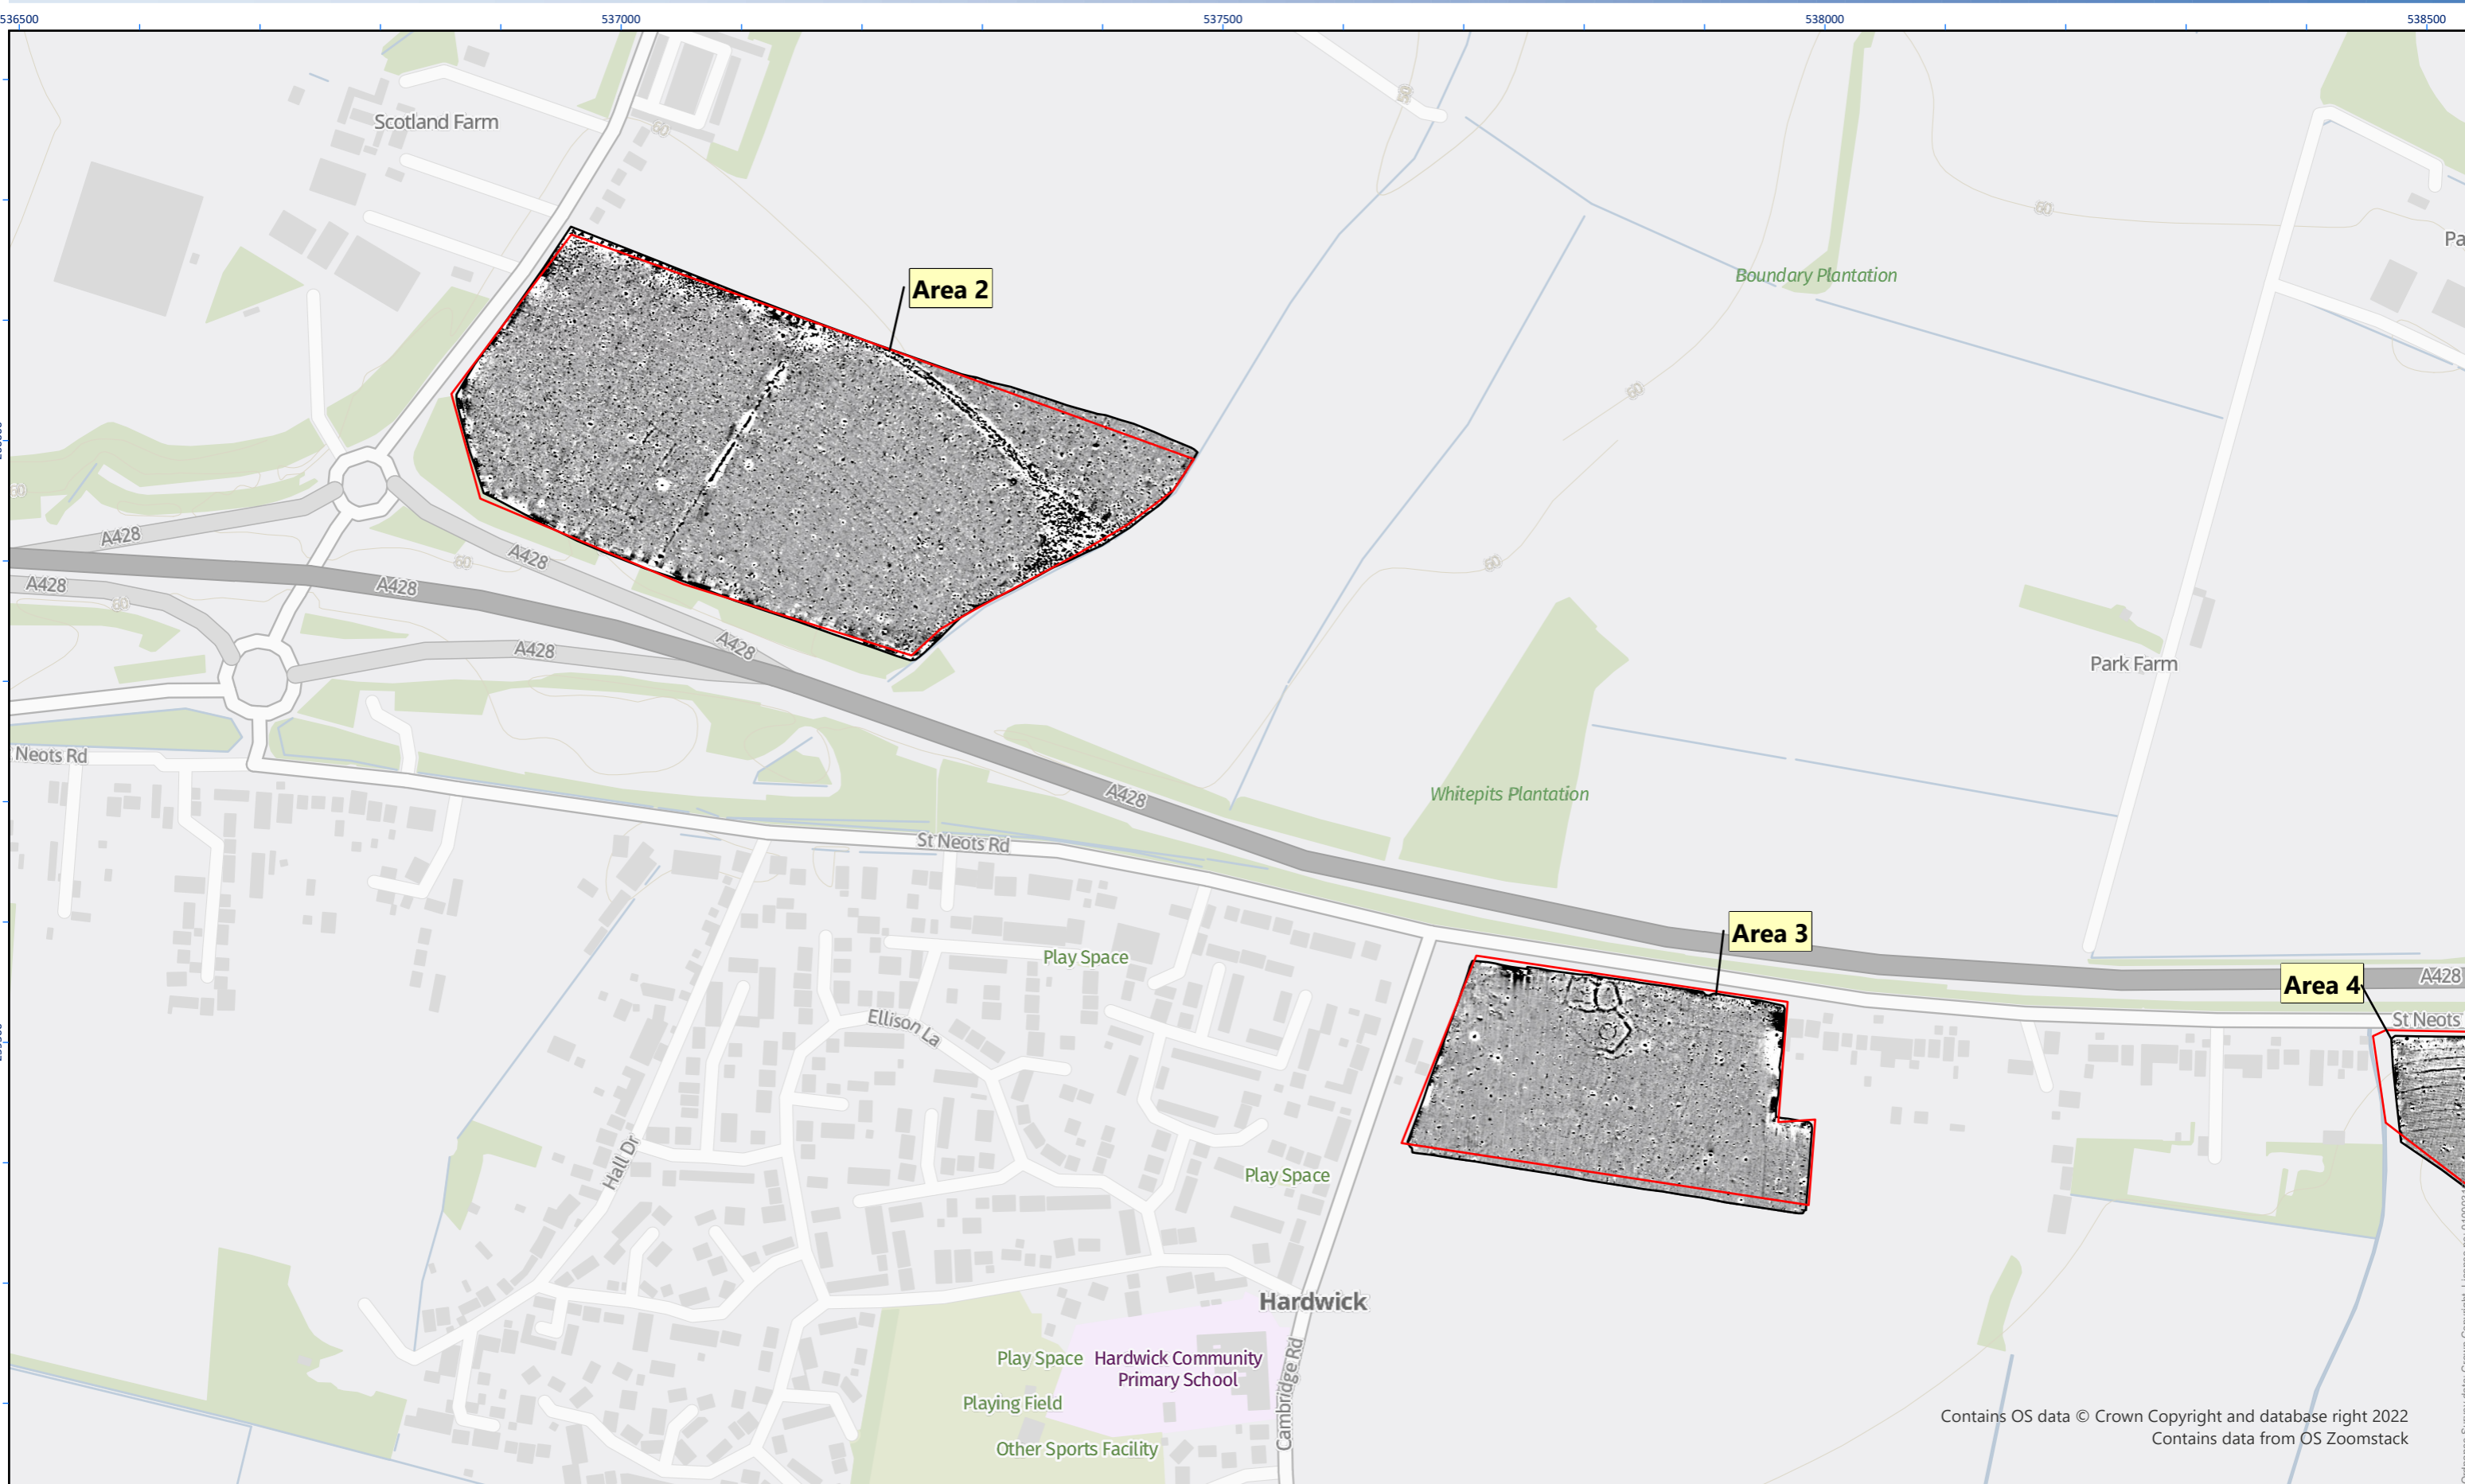 536500
537000
537500
538000
538500
Scotland Farm
Area 2
Boundary Plantation
Pa
A428
A428
A428
A428
A428
A428
Park Farm
Neots Rd
Whitepits Plantation
A428
St Neots Rd
Area 3
Play Space
Area 4
A428
St Neots
Ellison La
Hall Dr
Play Space
Hardwick
Play Space
Hardwick Community
Primary School
Playing Field
Cambridge Rd
Other Sports Facility
Contains OS data © Crown Copyright and database right 2022
Contains data from OS Zoomstack